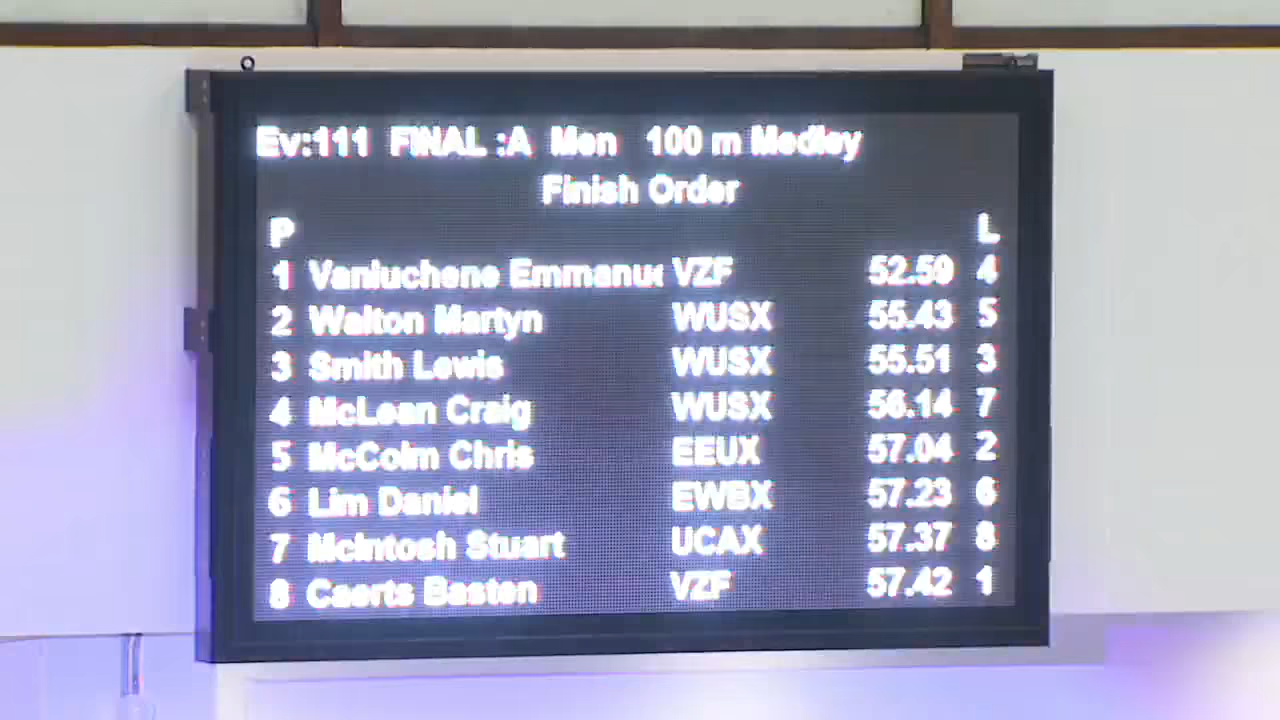 Ev:111 FINAL :A Men 100 m Medley
Finish Order
P L
1 Vanluchene Emmanue VZF 52.59 4
2 Walton Martyn WUSX 55.43 5
3 Smith Lewis WUSX 55.51 3
4 McLean Craig WUSX 56.14 7
5 McColm Chris EEUX 57.04 2
6 Lim Daniel EWBX 57.23 6
7 McIntosh Stuart UCAX 57.37 8
8 Caerts Basten VZF 57.42 1